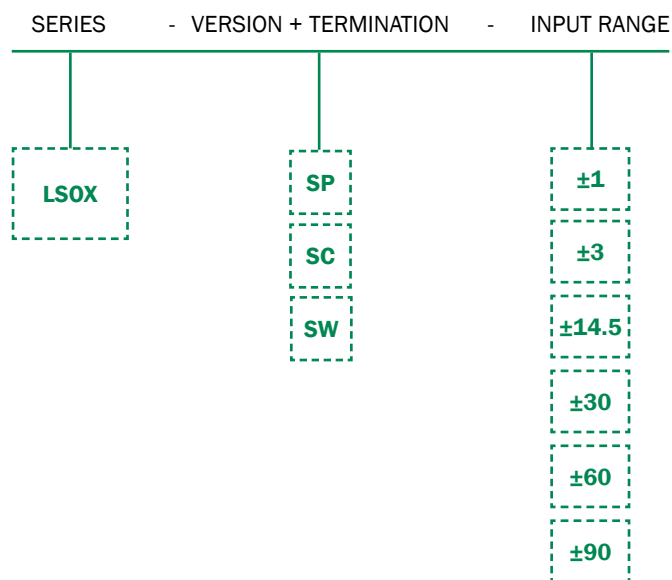 SERIES - VERSION + TERMINATION - INPUT RANGE
LSOX
SP
SC
SW
±1
±3
±14.5
±30
±60
±90